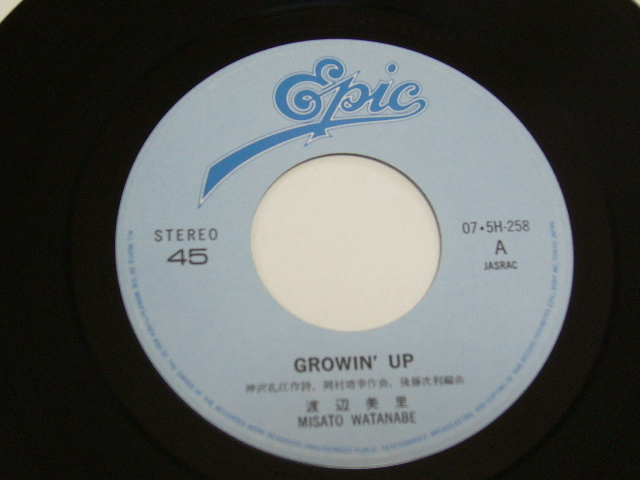 Epic
STEREO
45
07•5H-258
A
JASRAC
GROWIN' UP
神沢礼江作詩、岡村靖幸作曲、後藤次利編曲
渡辺美里
MISATO WATANABE